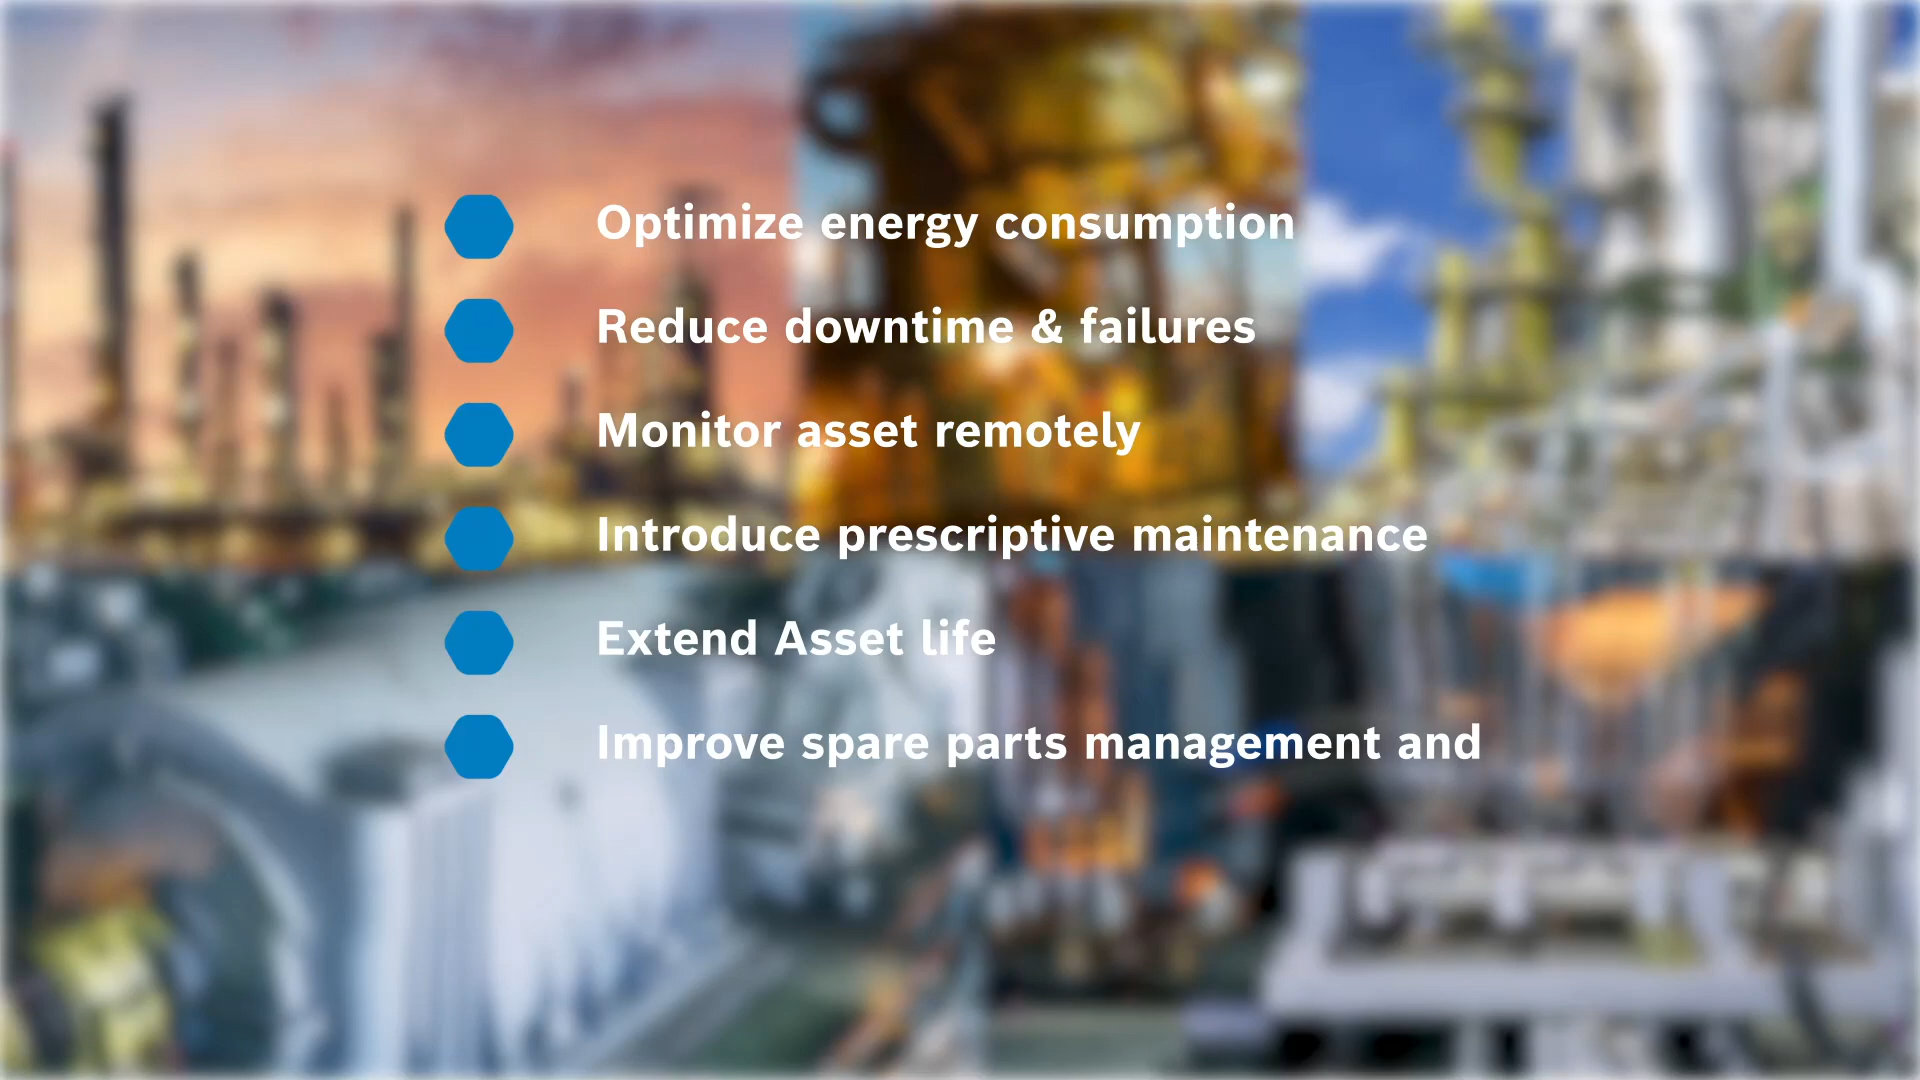 Optimize energy consumption
Reduce downtime & failures
Monitor asset remotely
Introduce prescriptive maintenance
Extend Asset life
Improve spare parts management and